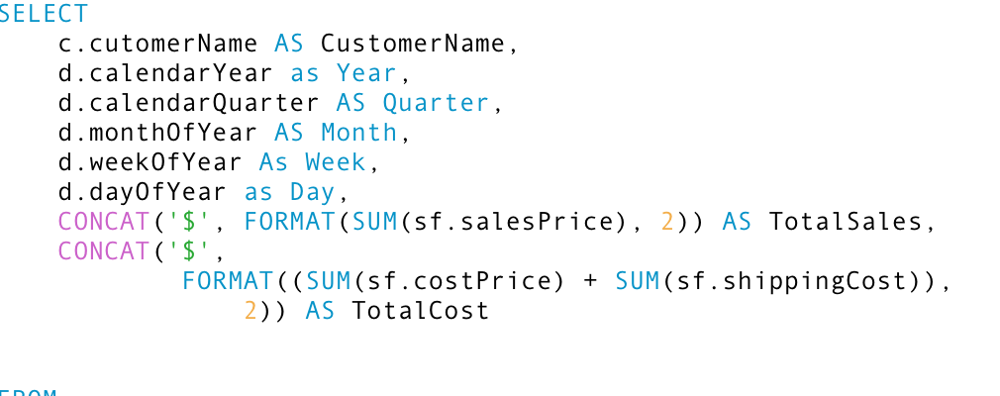 SELECT
c.cutomerName AS CustomerName,
d.calendarYear as Year,
d.calendarQuarter AS Quarter,
d.monthOfYear AS Month,
d.weekOfYear As Week,
d.dayOfYear as Day,
CONCAT('$', FORMAT(SUM(sf.salesPrice), 2)) AS TotalSales,
CONCAT('$',
FORMAT((SUM(sf.costPrice) + SUM(sf.shippingCost)),
2)) AS TotalCost
FROM